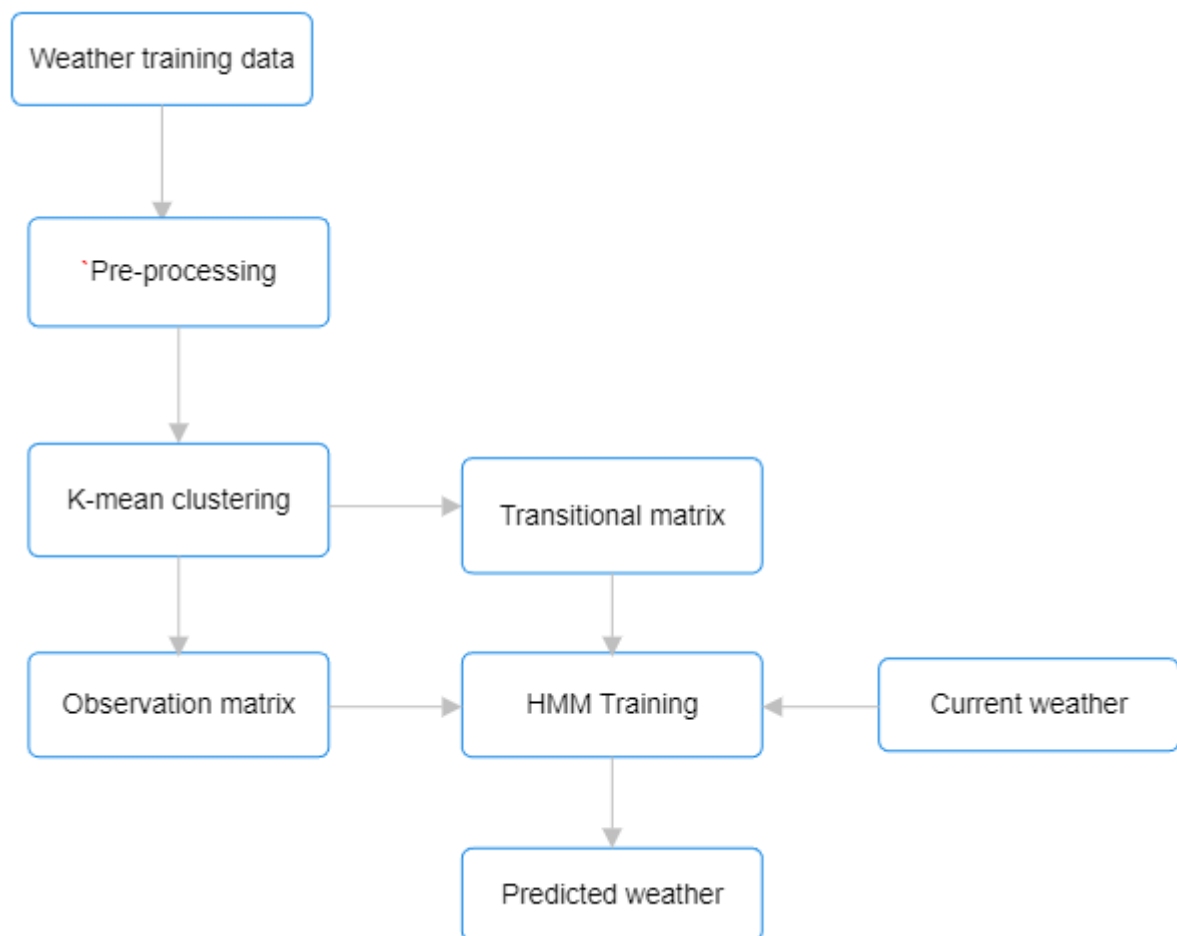 Weather training data
`Pre-processing
K-mean clustering
Transitional matrix
Observation matrix
HMM Training
Current weather
Predicted weather